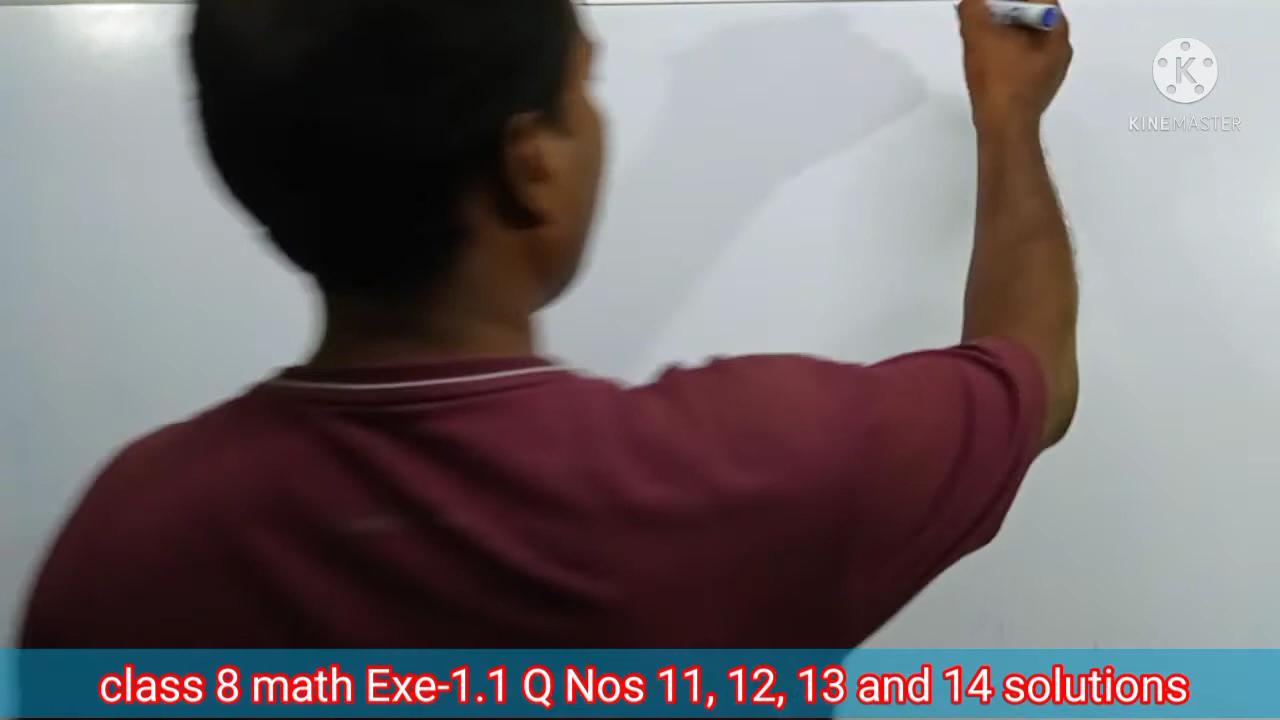 K
KINEMASTER
class 8 math Exe-1.1 Q Nos 11, 12, 13 and 14 solutions